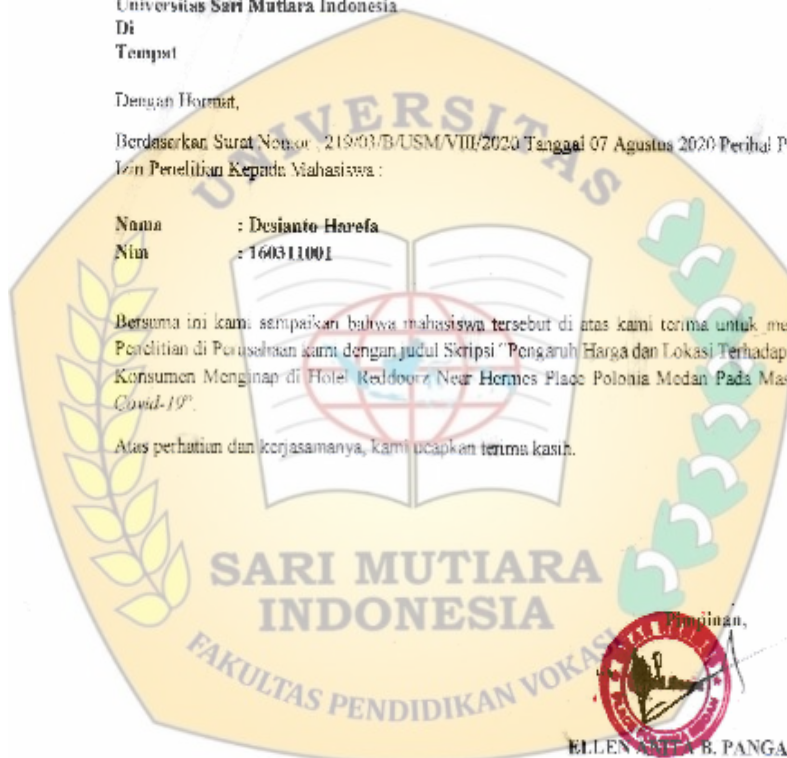 Universitas Sari Mutiara Indonesia
Di
Tempat
Dengan Hormat,
Berdasarkan Surat Nomor : 219/03/B/USM/VIII/2020 Tanggal 07 Agustus 2020 Perihal P
Izin Penelitian Kepada Mahasiswa :
Nama : Desianto Harefa
Nim : 160311001
Bersama ini kami sampaikan bahwa mahasiswa tersebut di atas kami terima untuk me
Penelitian di Perusahaan kami dengan judul Skripsi "Pengaruh Harga dan Lokasi Terhadap
Konsumen Menginap di Hotel Reddoorz Near Hermes Place Polonia Medan Pada Mas
Covid-19".
Atas perhatian dan kerjasamanya, kami ucapkan terima kasih.
UNIVERSITAS
SARI MUTIARA
INDONESIA
FAKULTAS PENDIDIKAN VOKASI
Pimpinan,
ELLEN ANITA B. PANGA